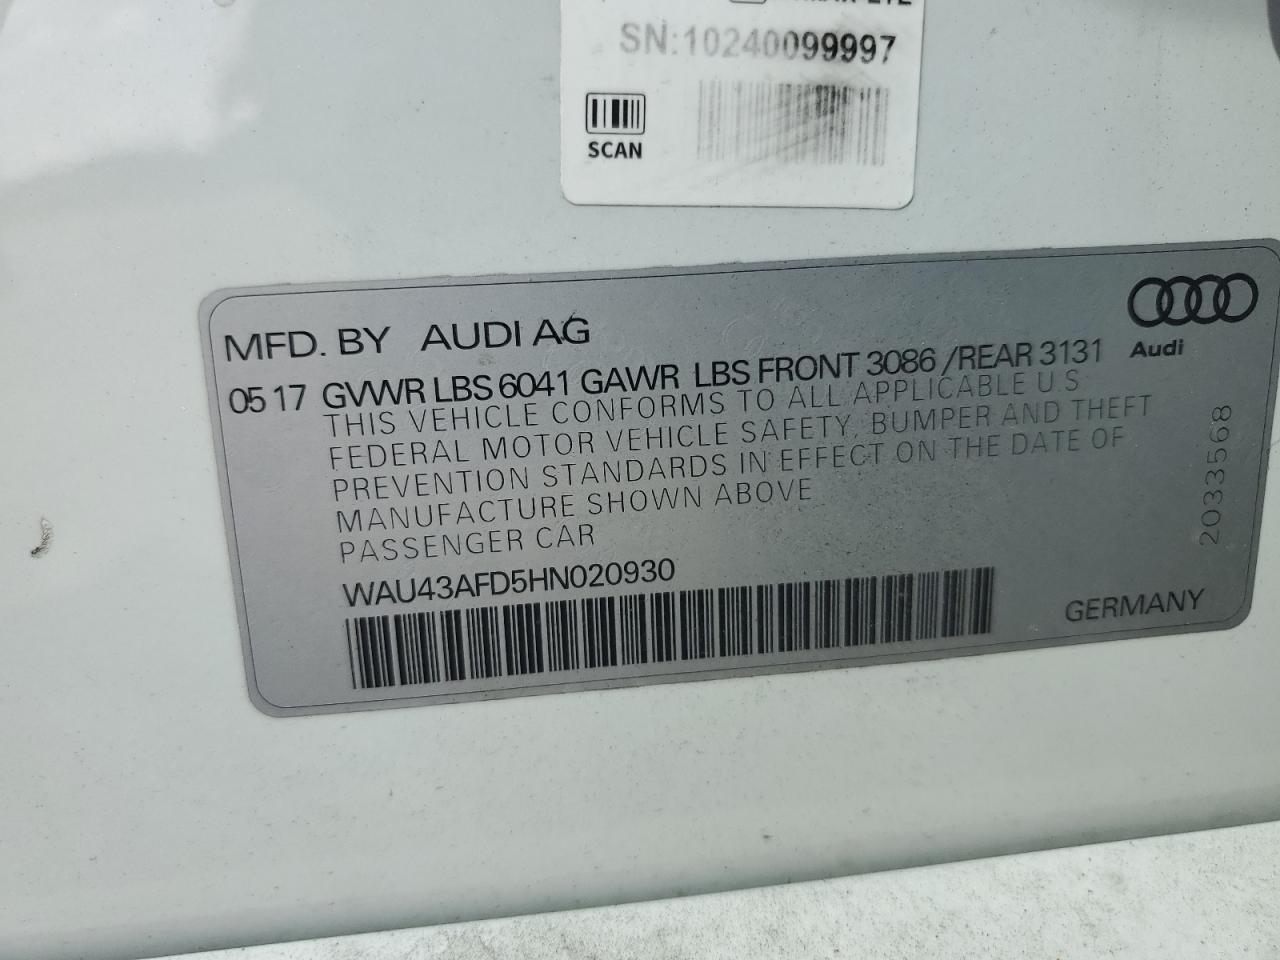 SN:10240099997
SCAN
MFD. BY AUDI AG
Audi
05 17 GVWR LBS 6041 GAWR LBS FRONT 3086 /REAR 3131
THIS VEHICLE CONFORMS TO ALL APPLICABLE U.S
FEDERAL MOTOR VEHICLE SAFETY, BUMPER AND THEFT
PREVENTION STANDARDS IN EFFECT ON THE DATE OF
MANUFACTURE SHOWN ABOVE
PASSENGER CAR
WAU43AFD5HN020930
GERMANY
2033568